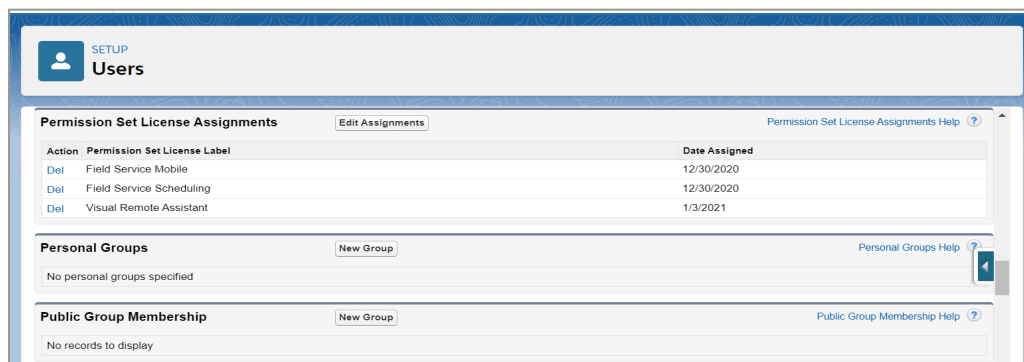 SETUP
Users
Permission Set License Assignments Edit Assignments Permission Set License Assignments Help ?
Action Permission Set License Label Date Assigned
Del Field Service Mobile 12/30/2020
Del Field Service Scheduling 12/30/2020
Del Visual Remote Assistant 1/3/2021
Personal Groups New Group Personal Groups Help ?
No personal groups specified
Public Group Membership New Group Public Group Membership Help ?
No records to display